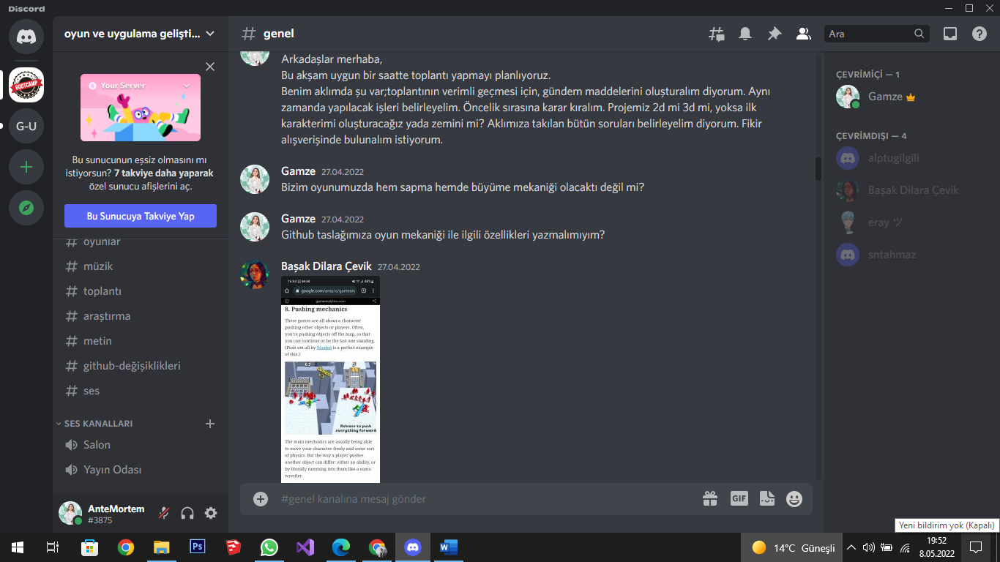 Discord
oyun ve uygulama gelişti...
genel
Ara
BOOTCAMP
G-U
Your Server
Bu sunucunun eşsiz olmasını mı
istiyorsun? 7 takviye daha yaparak
özel sunucu afişlerini aç.
Bu Sunucuya Takviye Yap
oyunlar
müzik
toplantı
araştırma
metin
github-değişiklikleri
ses
SES KANALLARI
Salon
Yayın Odası
AnteMortem
#3875
Arkadaşlar merhaba,
Bu akşam uygun bir saatte toplantı yapmayı planlıyoruz.
Benim aklımda şu var;toplantının verimli geçmesi için, gündem maddelerini oluşturalım diyorum. Aynı
zamanda yapılacak işleri belirleyelim. Öncelik sırasına karar kıralım. Projemiz 2d mi 3d mi, yoksa ilk
karakterimi oluşturacağız yada zemini mi? Aklımıza takılan bütün soruları belirleyelim diyorum. Fikir
alışverişinde bulunalım istiyorum.
Gamze 27.04.2022
Bizim oyunumuzda hem sapma hemde büyüme mekaniği olacaktı değil mi?
Gamze 27.04.2022
Github taslağımıza oyun mekaniği ile ilgili özellikleri yazmalımıyım?
Başak Dilara Çevik 27.04.2022
google.com/amp/s/gamean
gameanalytics.com
8. Pushing mechanics
These games are all about a character
pushing other objects or players. Often,
you're pushing objects off the map, so that
you can continue or be the last one standing.
(Push em all by Voodoo is a perfect example
of this.)
62
Release to push
everything forward
The main mechanics are usually being able
to move your character freely and some sort
of physics. But the way a player pushes
another object can differ: either an ability, or
by literally ramming into them like a sumo
wrestler.
#genel kanalına mesaj gönder
GIF
ÇEVRİMİÇİ — 1
Gamze
ÇEVRİMDIŞI — 4
alptugilgili
Başak Dilara Çevik
eray ツ
sntahmaz
Yeni bildirim yok (Kapalı)
Ps
W
14°C Güneşli
19:52
8.05.2022